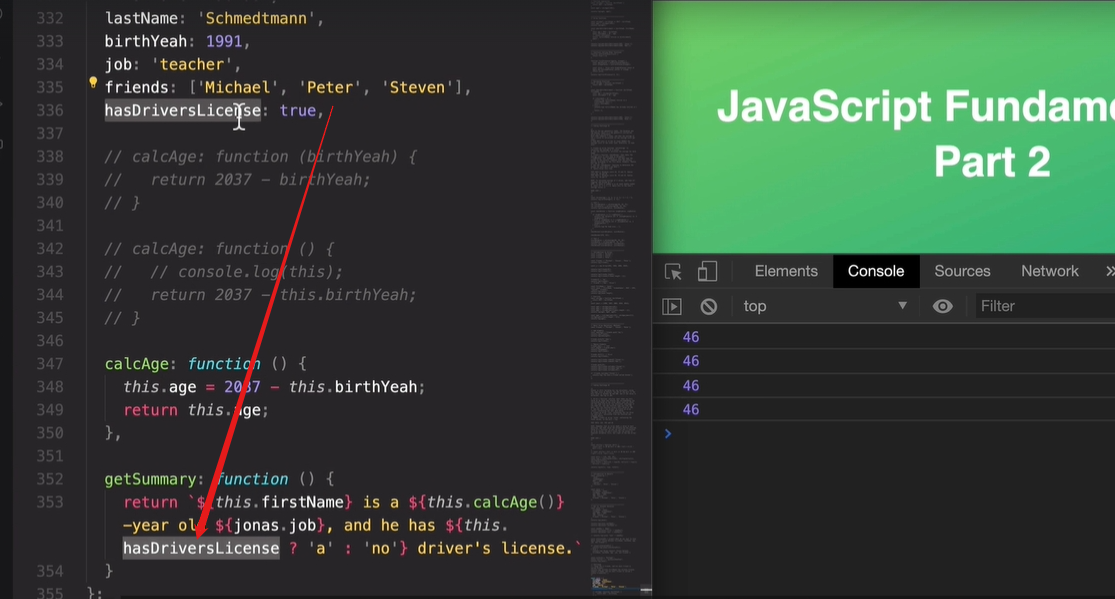 332 lastName: 'Schmedtmann',
333 birthYeah: 1991,
334 job: 'teacher',
335 friends: ['Michael', 'Peter', 'Steven'],
336 hasDriversLicense: true,
337
338 // calcAge: function (birthYeah) {
339 //   return 2037 - birthYeah;
340 // }
341
342 // calcAge: function () {
343 //   // console.log(this);
344 //   return 2037 - this.birthYeah;
345 // }
346
347 calcAge: function () {
348   this.age = 2037 - this.birthYeah;
349   return this.age;
350 },
351
352 getSummary: function () {
353   return `${this.firstName} is a ${this.calcAge()}
-year old ${jonas.job}, and he has ${this.
hasDriversLicense ? 'a' : 'no'} driver's license.`
354 }
355 };
JavaScript Fundame
Part 2
Elements Console Sources Network »
top ▼ Filter
46
46
46
46
>